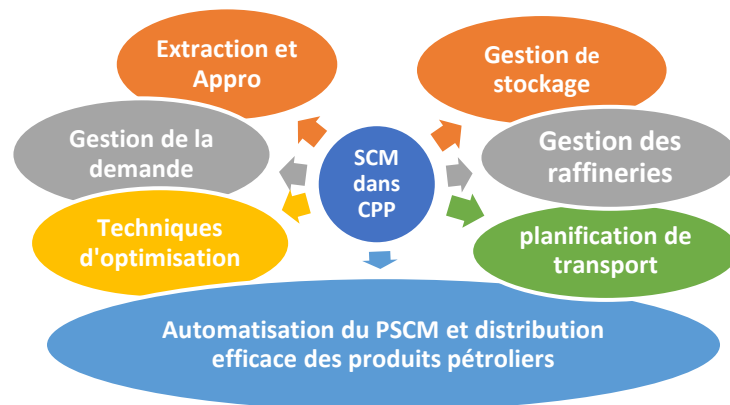 Extraction et
Appro
Gestion de
stockage
Gestion de la
demande
SCM
dans
CPP
Gestion des
raffineries
Techniques
d'optimisation
planification de
transport
Automatisation du PSCM et distribution
efficace des produits pétroliers